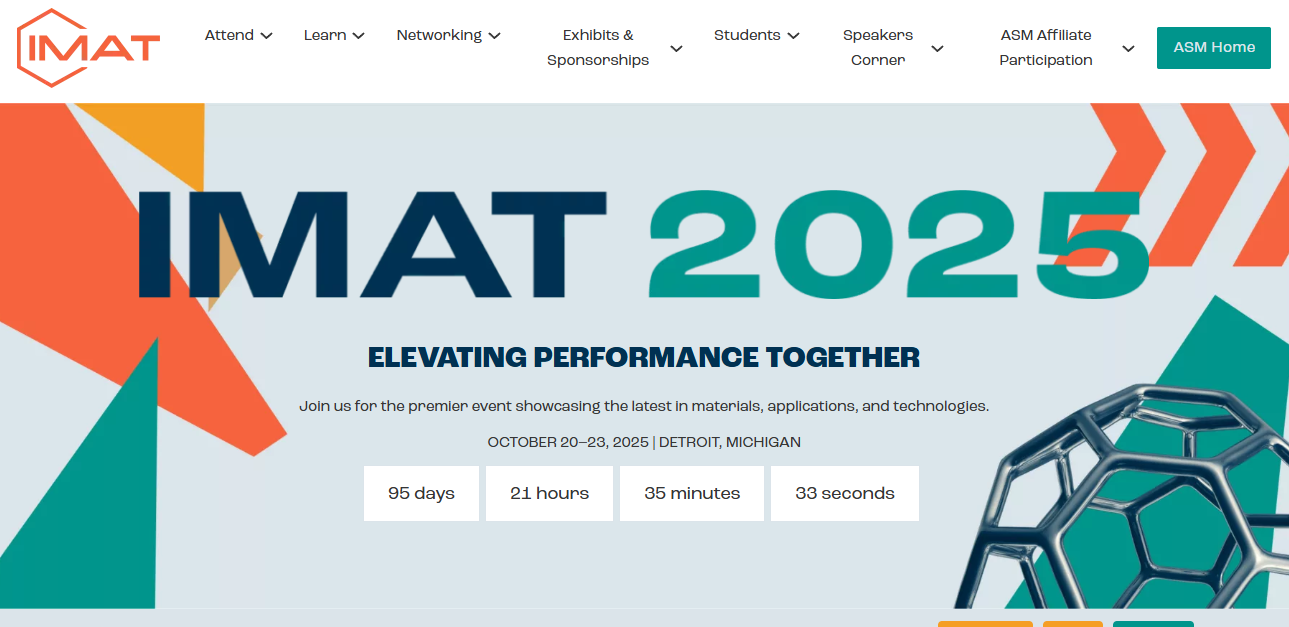 IMAT
Attend
Learn
Networking
Exhibits &
Sponsorships
Students
Speakers
Corner
ASM Affiliate
Participation
ASM Home
IMAT 2025
ELEVATING PERFORMANCE TOGETHER
Join us for the premier event showcasing the latest in materials, applications, and technologies.
OCTOBER 20–23, 2025 | DETROIT, MICHIGAN
95 days 21 hours 35 minutes 33 seconds